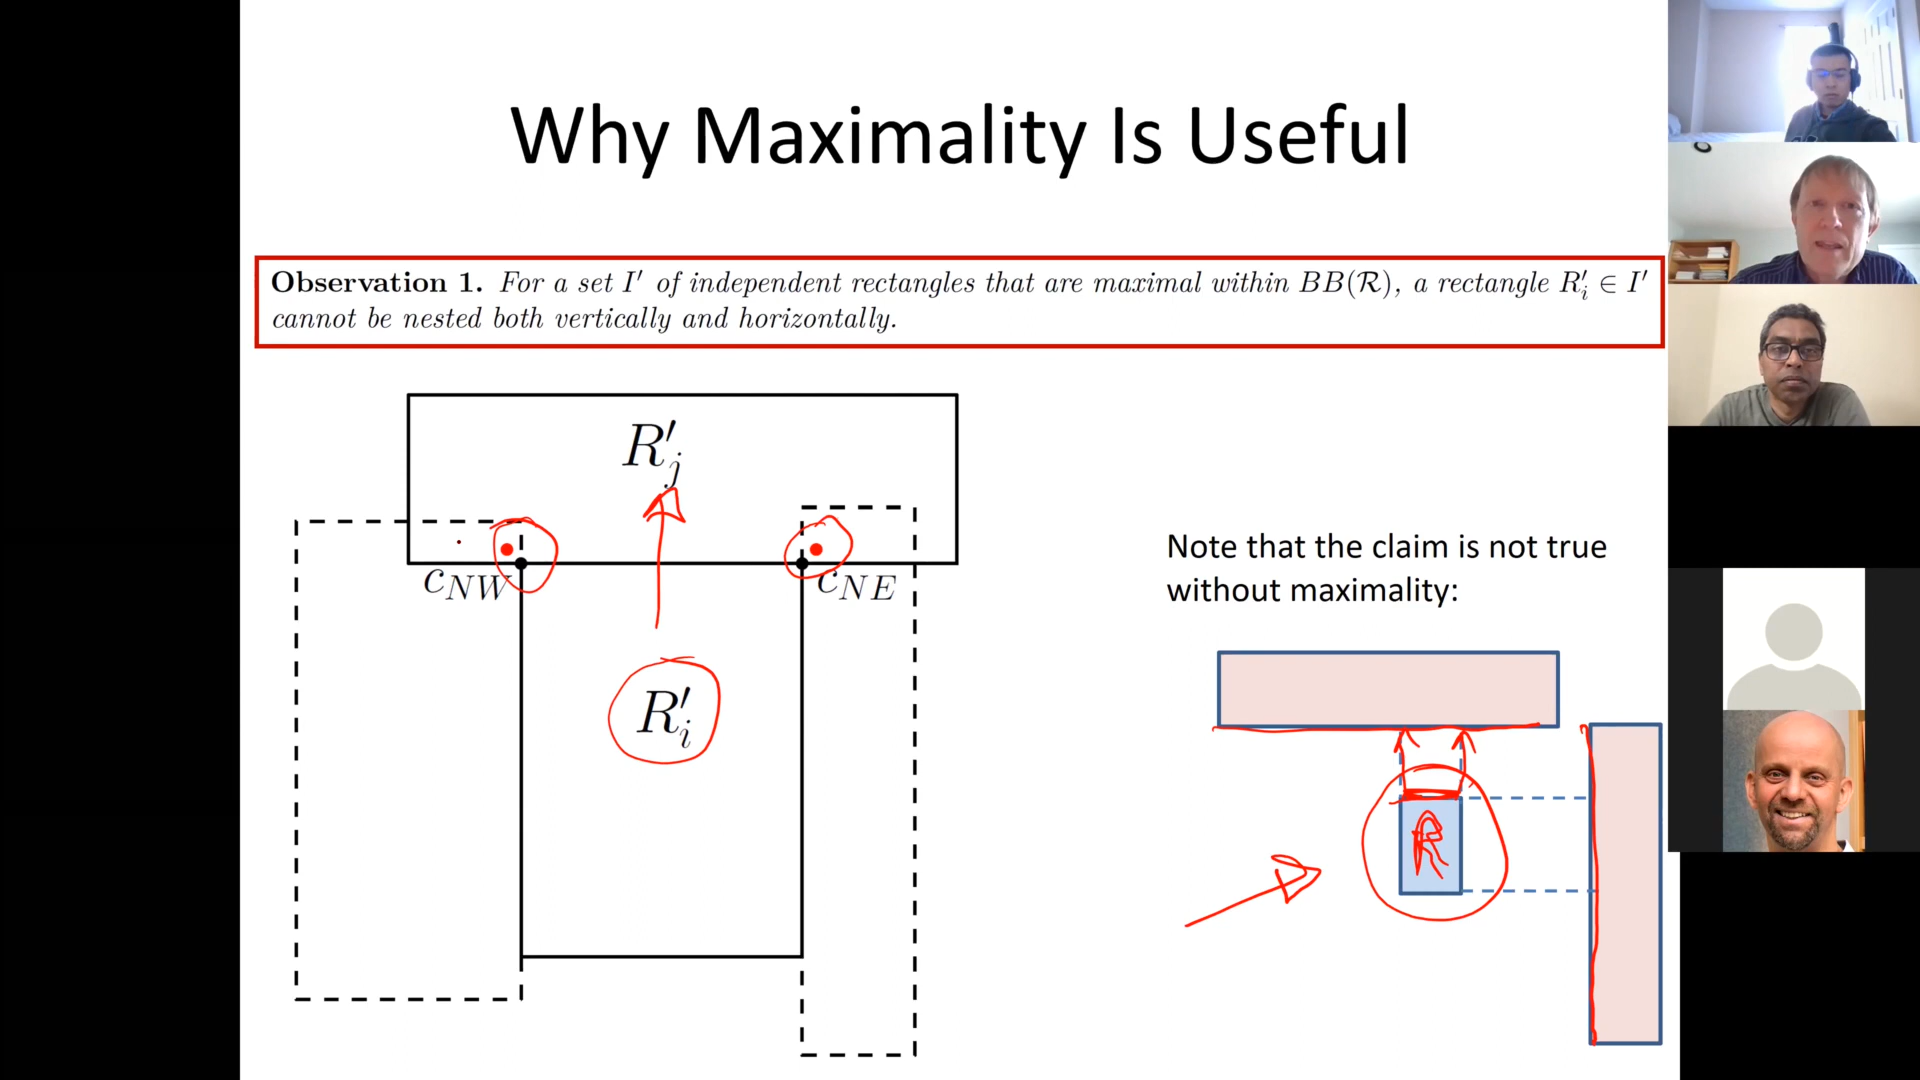 Why Maximality Is Useful
Observation 1. For a set I′ of independent rectangles that are maximal within BB(ℛ), a rectangle R′ᵢ ∈ I′
cannot be nested both vertically and horizontally.
R′ⱼ
c_NW
c_NE
R′ᵢ
Note that the claim is not true
without maximality:
R